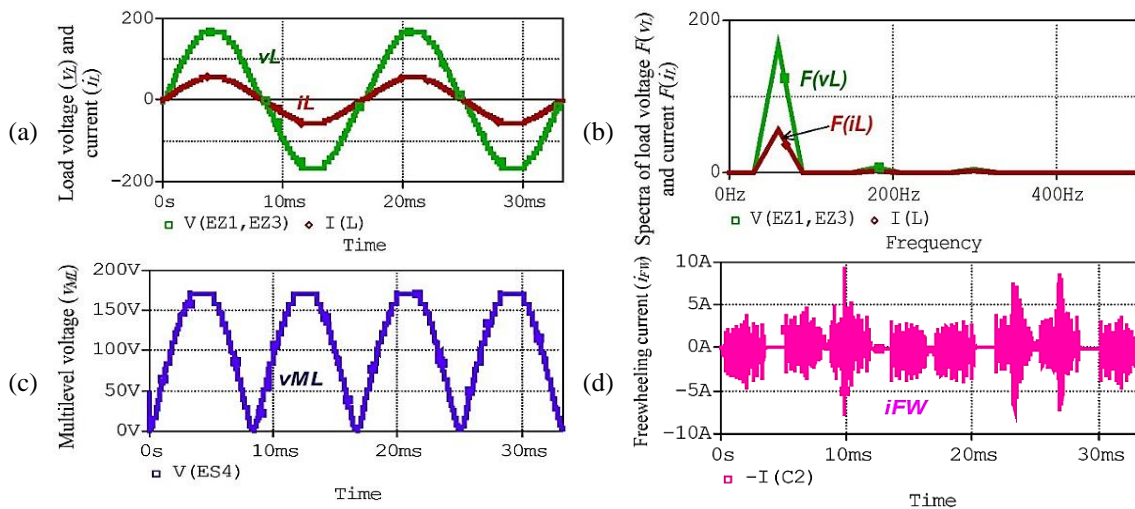 (a)
Load voltage (vL) and
current (iL)
200
0
−200
vL
iL
0s
10ms
20ms
30ms
V(EZ1,EZ3) I(L)
Time
(b)
Spectra of load voltage F(vL)
and current F(iL)
200
0
F(vL)
F(iL)
0Hz
200Hz
400Hz
V(EZ1,EZ3) I(L)
Frequency
(c)
Multilevel voltage (vML)
200V
150V
100V
50V
0V
vML
0s
10ms
20ms
30ms
V(ES4)
Time
(d)
Freewheeling current (iFW)
10A
5A
0A
−5A
−10A
iFW
0s
10ms
20ms
30ms
−I(C2)
Time